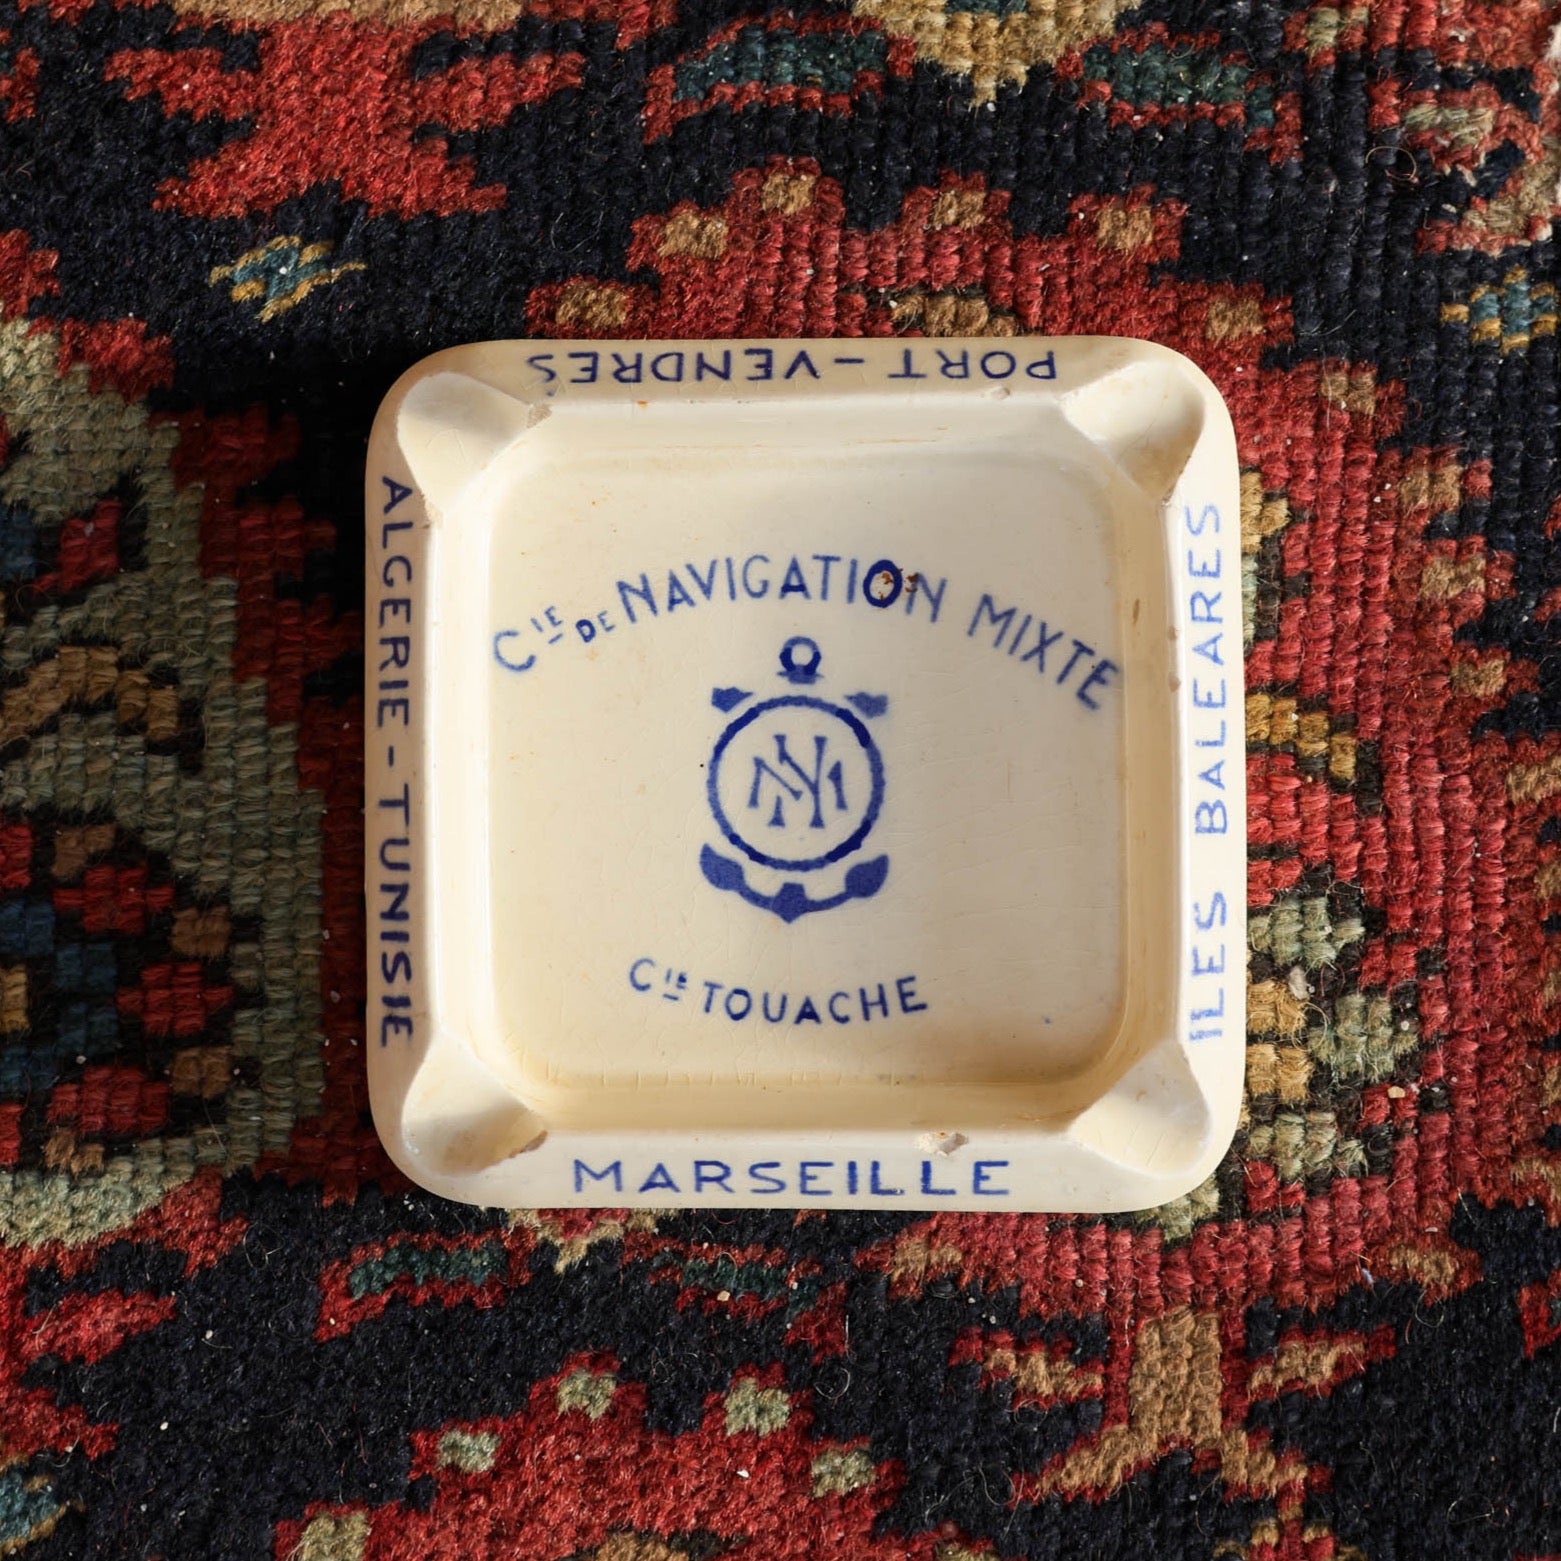 PORT-VENDRES
ALGERIE-TUNISIE
Cie DE NAVIGATION MIXTE
NM
Cie TOUACHE
ILES BALEARES
MARSEILLE